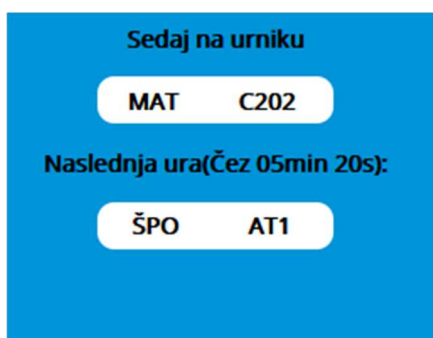 Sedaj na urniku
MAT C202
Naslednja ura(Čez 05min 20s):
ŠPO AT1